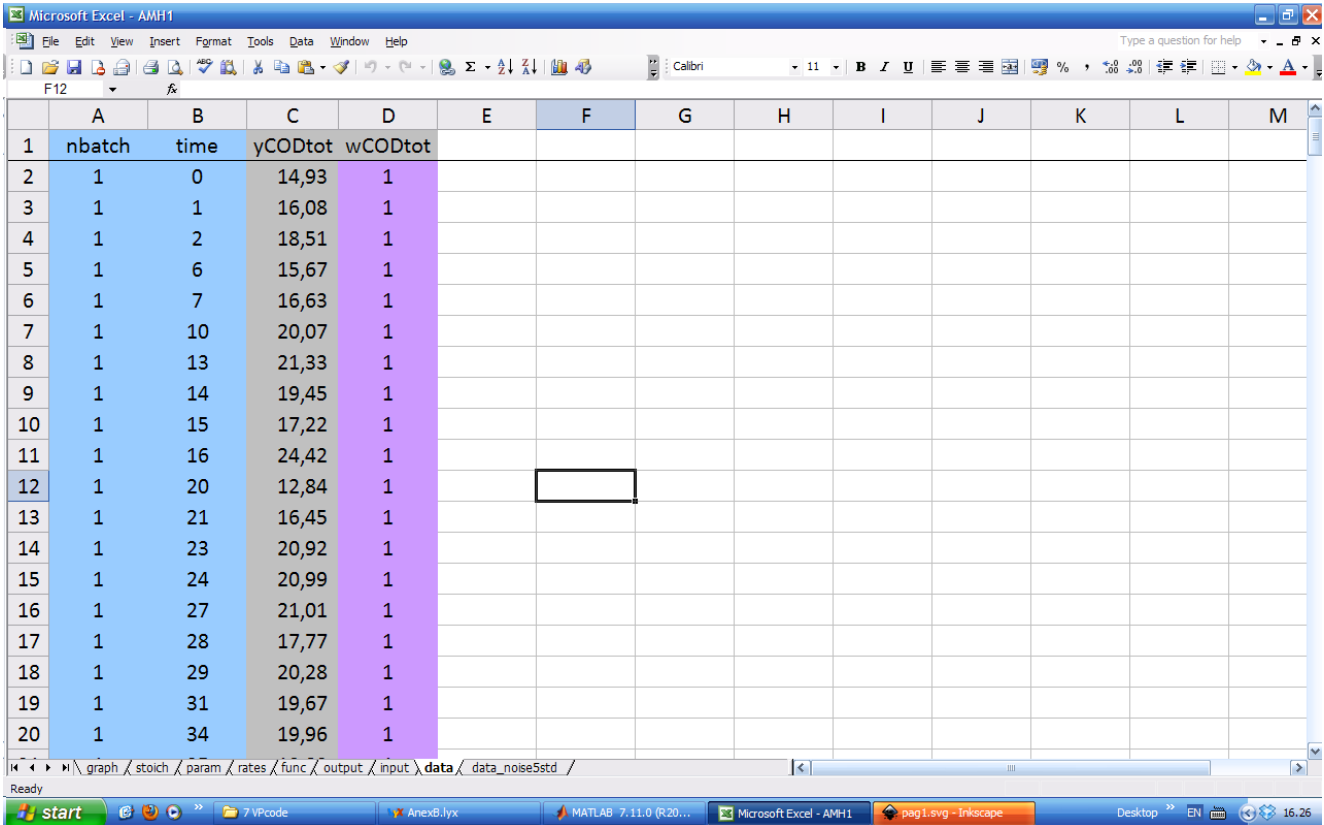 Microsoft Excel - AMH1
File Edit View Insert Format Tools Data Window Help Type a question for help
Calibri 11 B I U
F12 fx
A B C D E F G H I J K L M
1 nbatch time yCODtot wCODtot
2 1 0 14,93 1
3 1 1 16,08 1
4 1 2 18,51 1
5 1 6 15,67 1
6 1 7 16,63 1
7 1 10 20,07 1
8 1 13 21,33 1
9 1 14 19,45 1
10 1 15 17,22 1
11 1 16 24,42 1
12 1 20 12,84 1
13 1 21 16,45 1
14 1 23 20,92 1
15 1 24 20,99 1
16 1 27 21,01 1
17 1 28 17,77 1
18 1 29 20,28 1
19 1 31 19,67 1
20 1 34 19,96 1
graph stoich param rates func output input data data_noise5std
Ready
start 7 VPcode AnexB.lyx MATLAB 7.11.0 (R20... Microsoft Excel - AMH1 pag1.svg - Inkscape Desktop EN 16.26